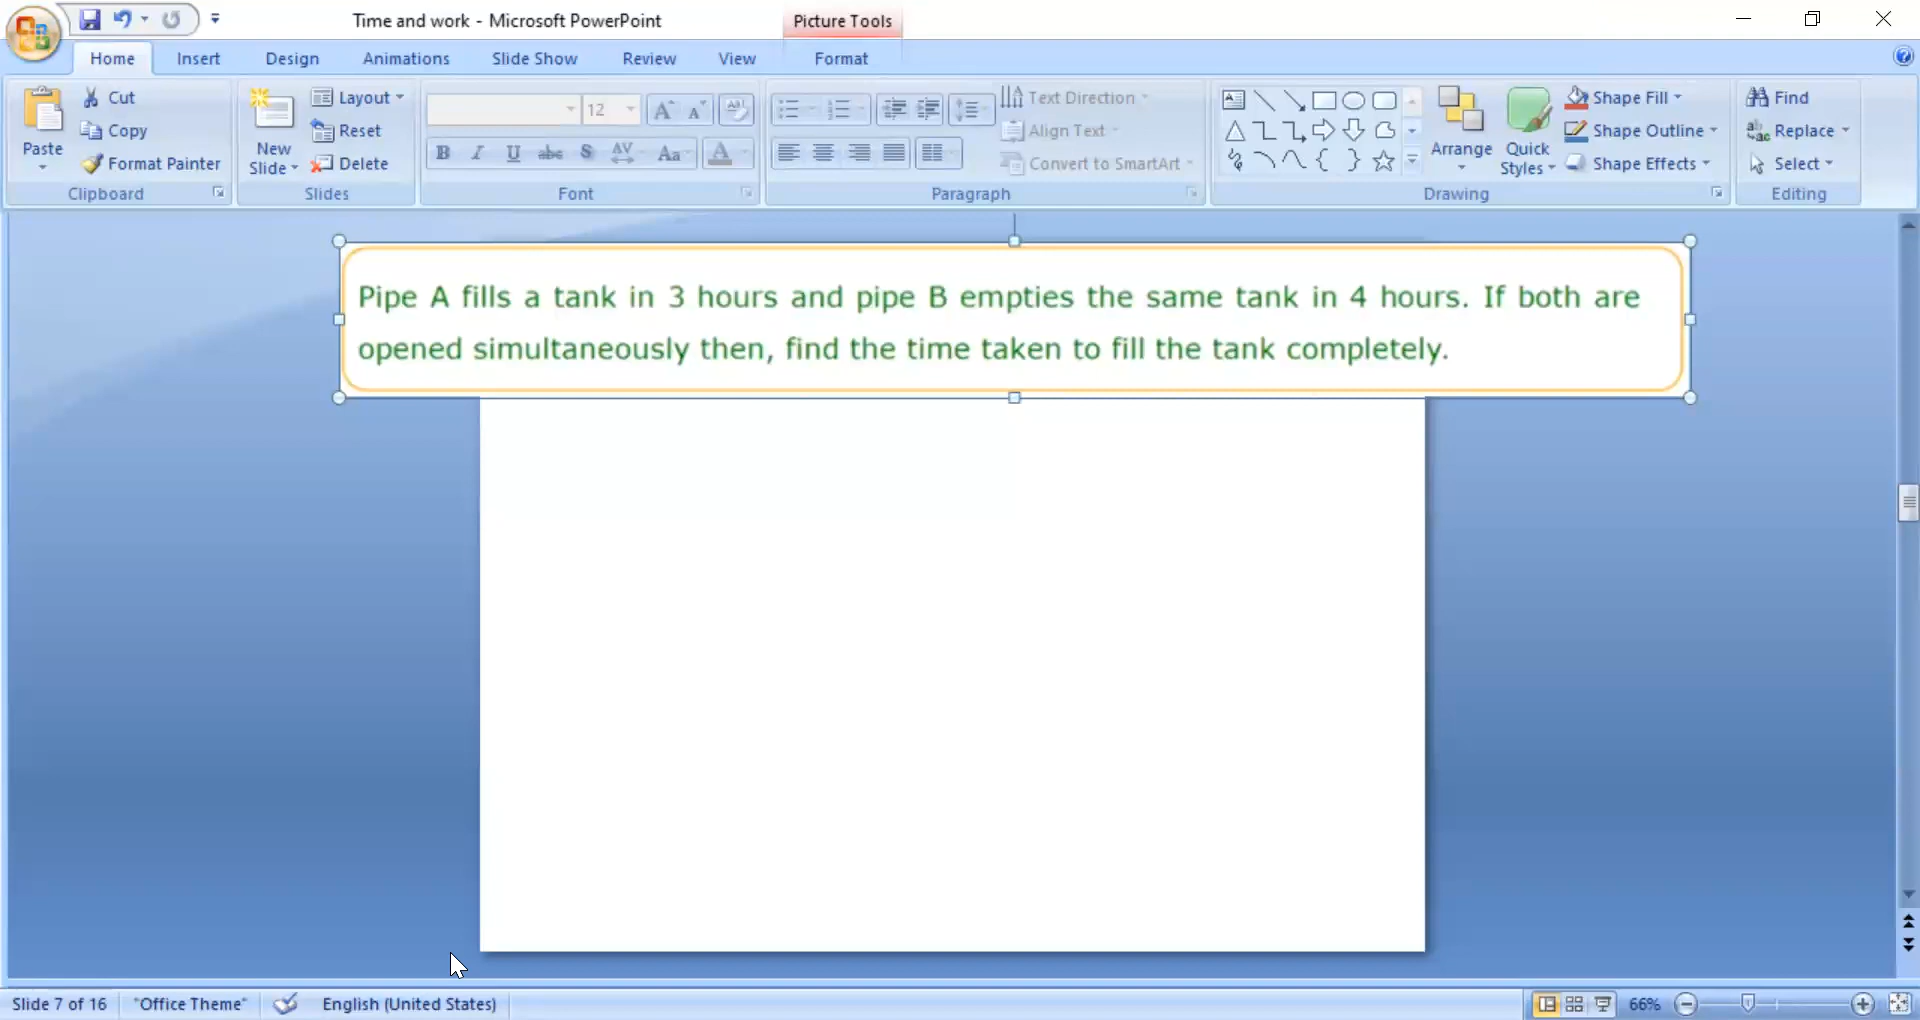 Time and work - Microsoft PowerPoint
Picture Tools
Home Insert Design Animations Slide Show Review View Format
Paste
Cut
Copy
Format Painter
Clipboard
New Slide
Layout
Reset
Delete
Slides
12
B I U abc S AV Aa A
Font
Text Direction
Align Text
Convert to SmartArt
Paragraph
Arrange
Quick Styles
Shape Fill
Shape Outline
Shape Effects
Drawing
Find
Replace
Select
Editing
Pipe A fills a tank in 3 hours and pipe B empties the same tank in 4 hours. If both are
opened simultaneously then, find the time taken to fill the tank completely.
Slide 7 of 16 "Office Theme" English (United States) 66%